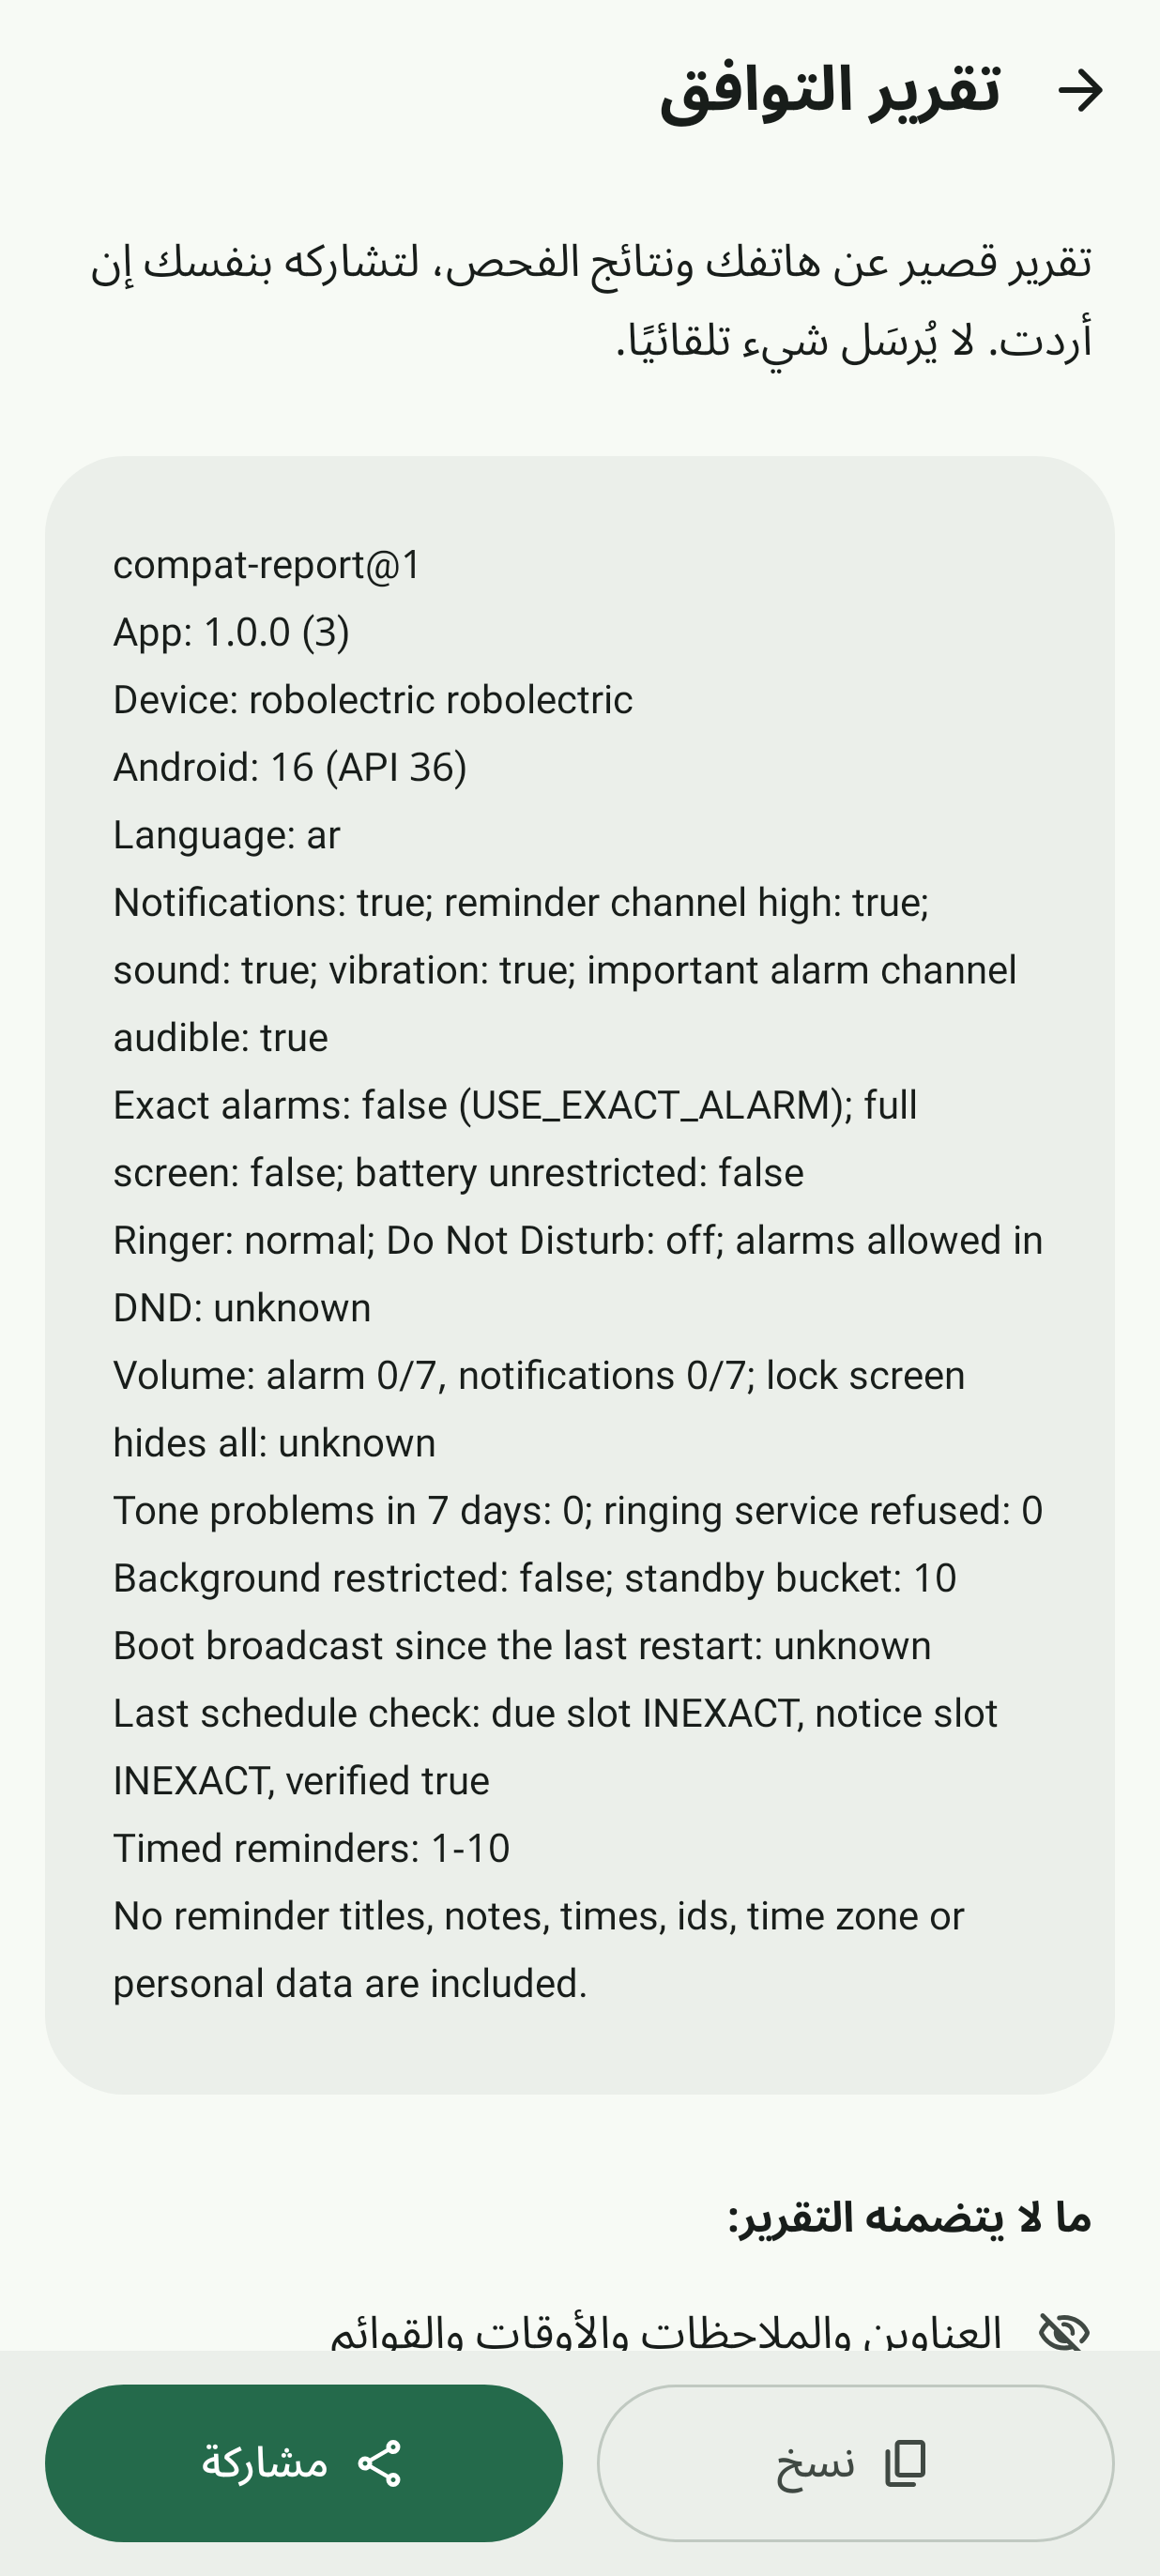 تقرير التوافق
تقرير قصير عن هاتفك ونتائج الفحص، لتشاركه بنفسك إن
أردت. لا يُرسَل شيء تلقائيًا.
compat-report@1
App: 1.0.0 (3)
Device: robolectric robolectric
Android: 16 (API 36)
Language: ar
Notifications: true; reminder channel high: true;
sound: true; vibration: true; important alarm channel
audible: true
Exact alarms: false (USE_EXACT_ALARM); full
screen: false; battery unrestricted: false
Ringer: normal; Do Not Disturb: off; alarms allowed in
DND: unknown
Volume: alarm 0/7, notifications 0/7; lock screen
hides all: unknown
Tone problems in 7 days: 0; ringing service refused: 0
Background restricted: false; standby bucket: 10
Boot broadcast since the last restart: unknown
Last schedule check: due slot INEXACT, notice slot
INEXACT, verified true
Timed reminders: 1-10
No reminder titles, notes, times, ids, time zone or
personal data are included.
ما لا يتضمنه التقرير:
العناوين والملاحظات والأوقات والقوائم
نسخ
مشاركة